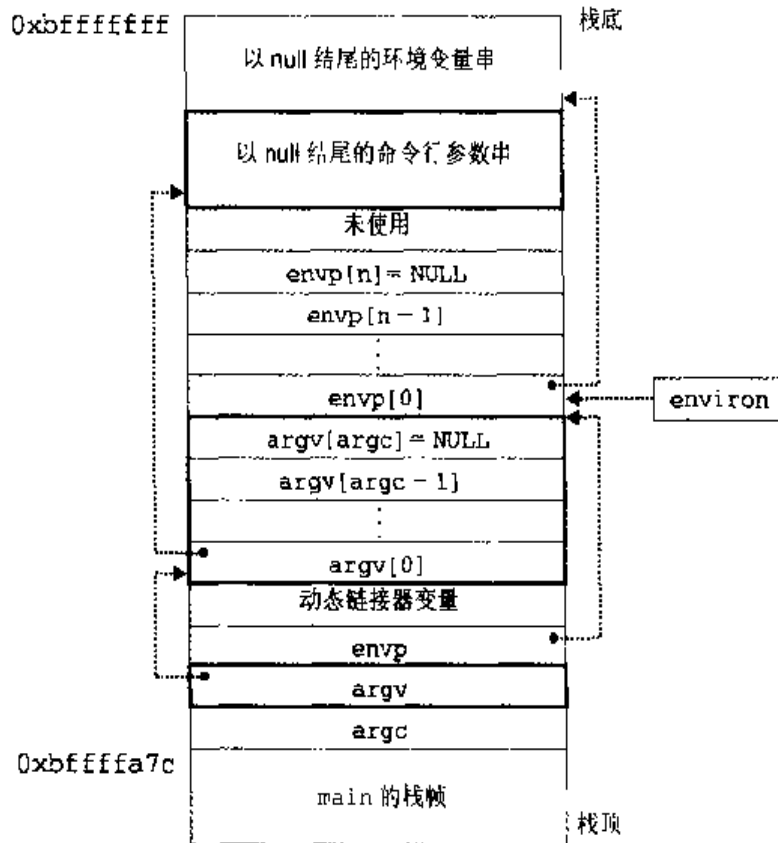 0xbfffffff
栈底
以 null 结尾的环境变量串
以 null 结尾的命令行参数串
未使用
envp[n] = NULL
envp[n - 1]
⋮
envp[0]
environ
argv[argc] = NULL
argv[argc - 1]
⋮
argv[0]
动态链接器变量
envp
argv
argc
0xbffffa7c
main 的栈帧
栈顶